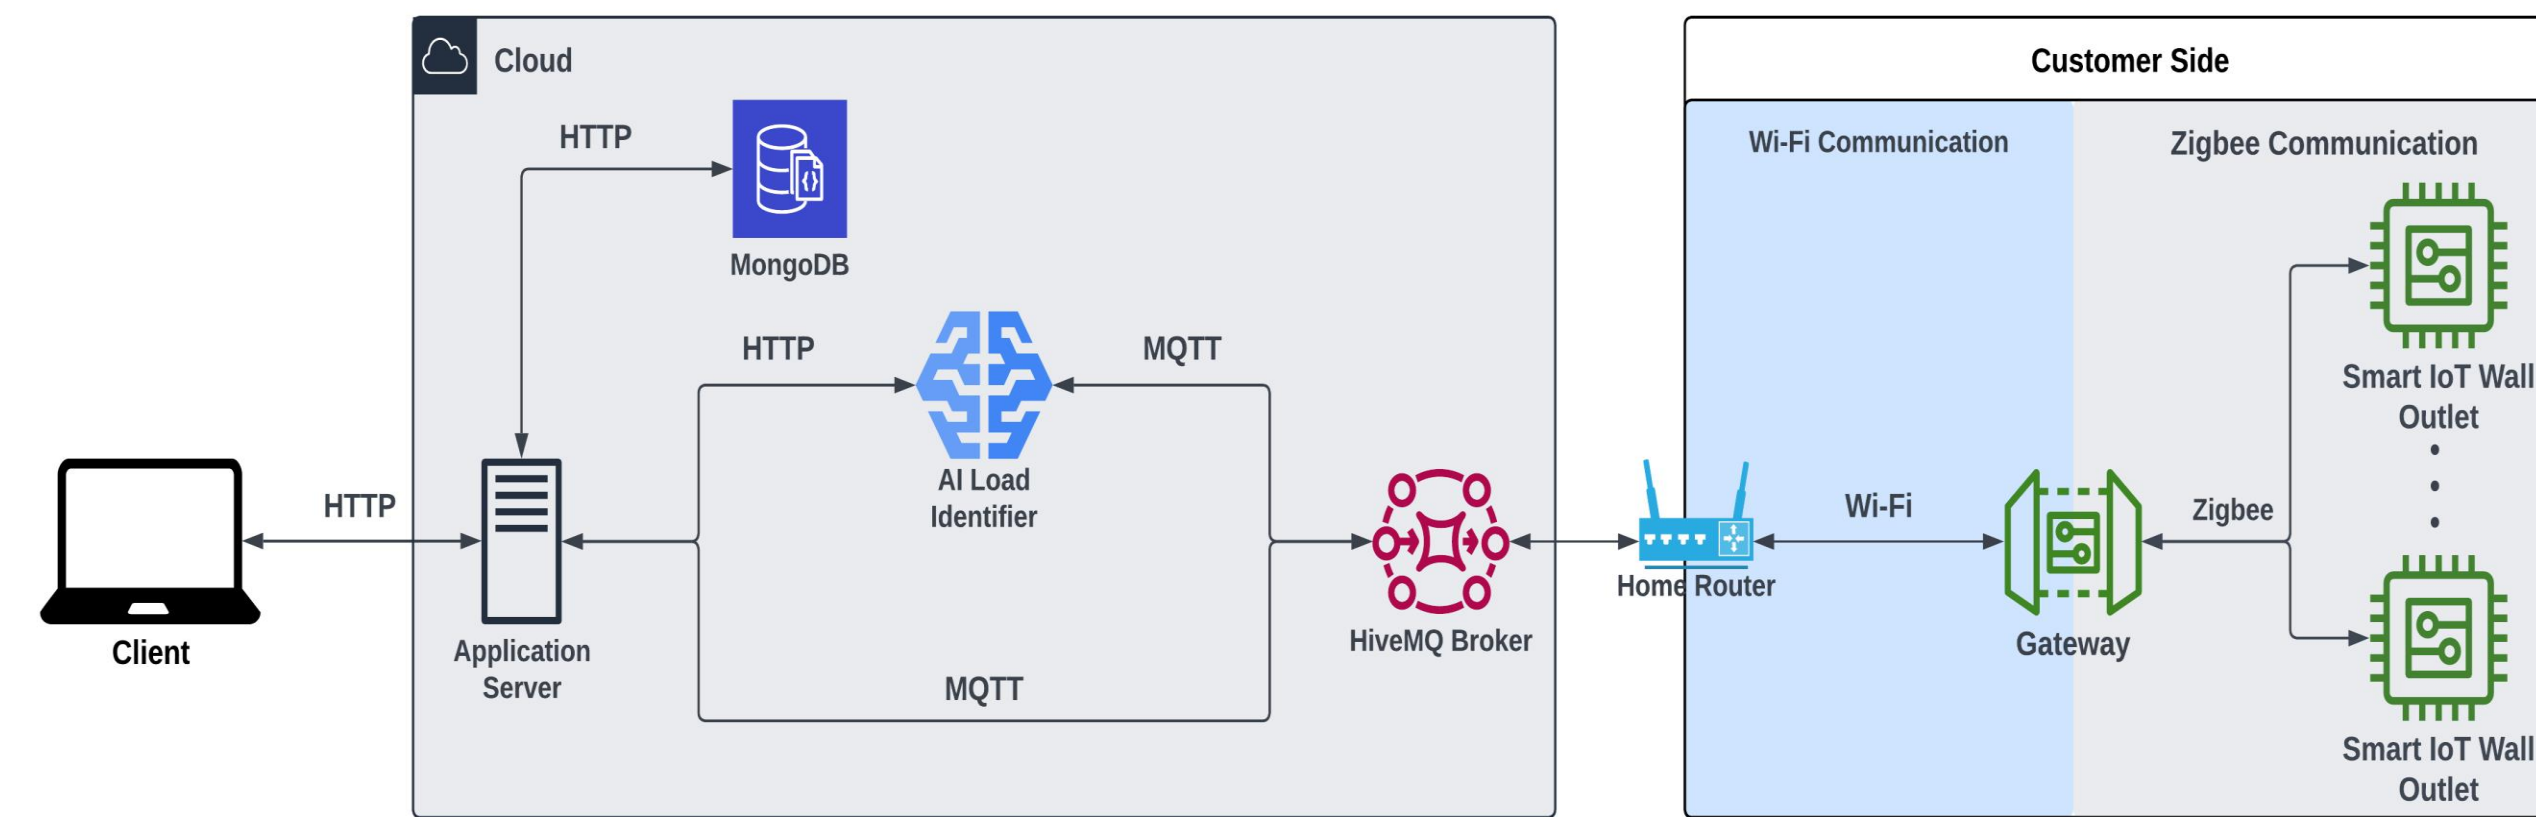 Cloud
Customer Side
HTTP
Wi-Fi Communication
Zigbee Communication
MongoDB
HTTP
MQTT
Smart IoT Wall
Outlet
AI Load
Identifier
HTTP
Wi-Fi
Zigbee
Home Router
Client
Application
Server
HiveMQ Broker
Gateway
MQTT
Smart IoT Wall
Outlet